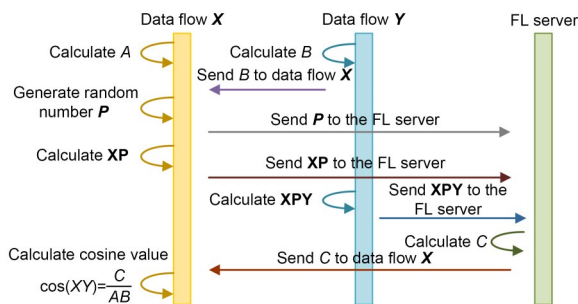 Data flow X
Data flow Y
FL server
Calculate A
Calculate B
Send B to data flow X
Generate random
number P
Send P to the FL server
Calculate XP
Send XP to the FL server
Calculate XPY
Send XPY to the
FL server
Calculate C
Send C to data flow X
Calculate cosine value
cos(XY)=C/AB